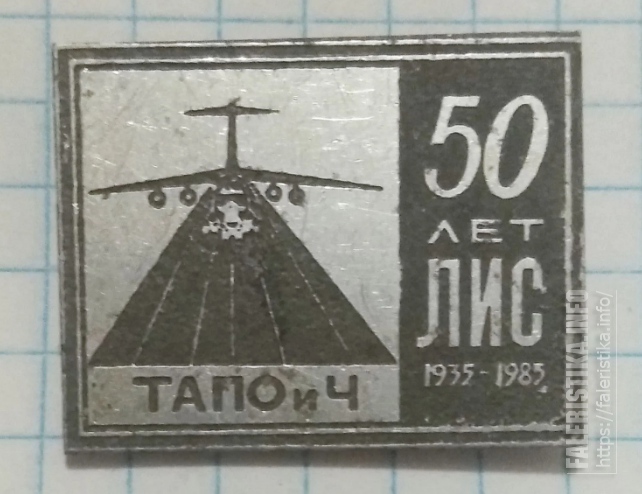 50
ЛЕТ
ЛИС
1935-1985
ТАПОиЧ
FALERISTIKA.INFO
https://faleristika.info/